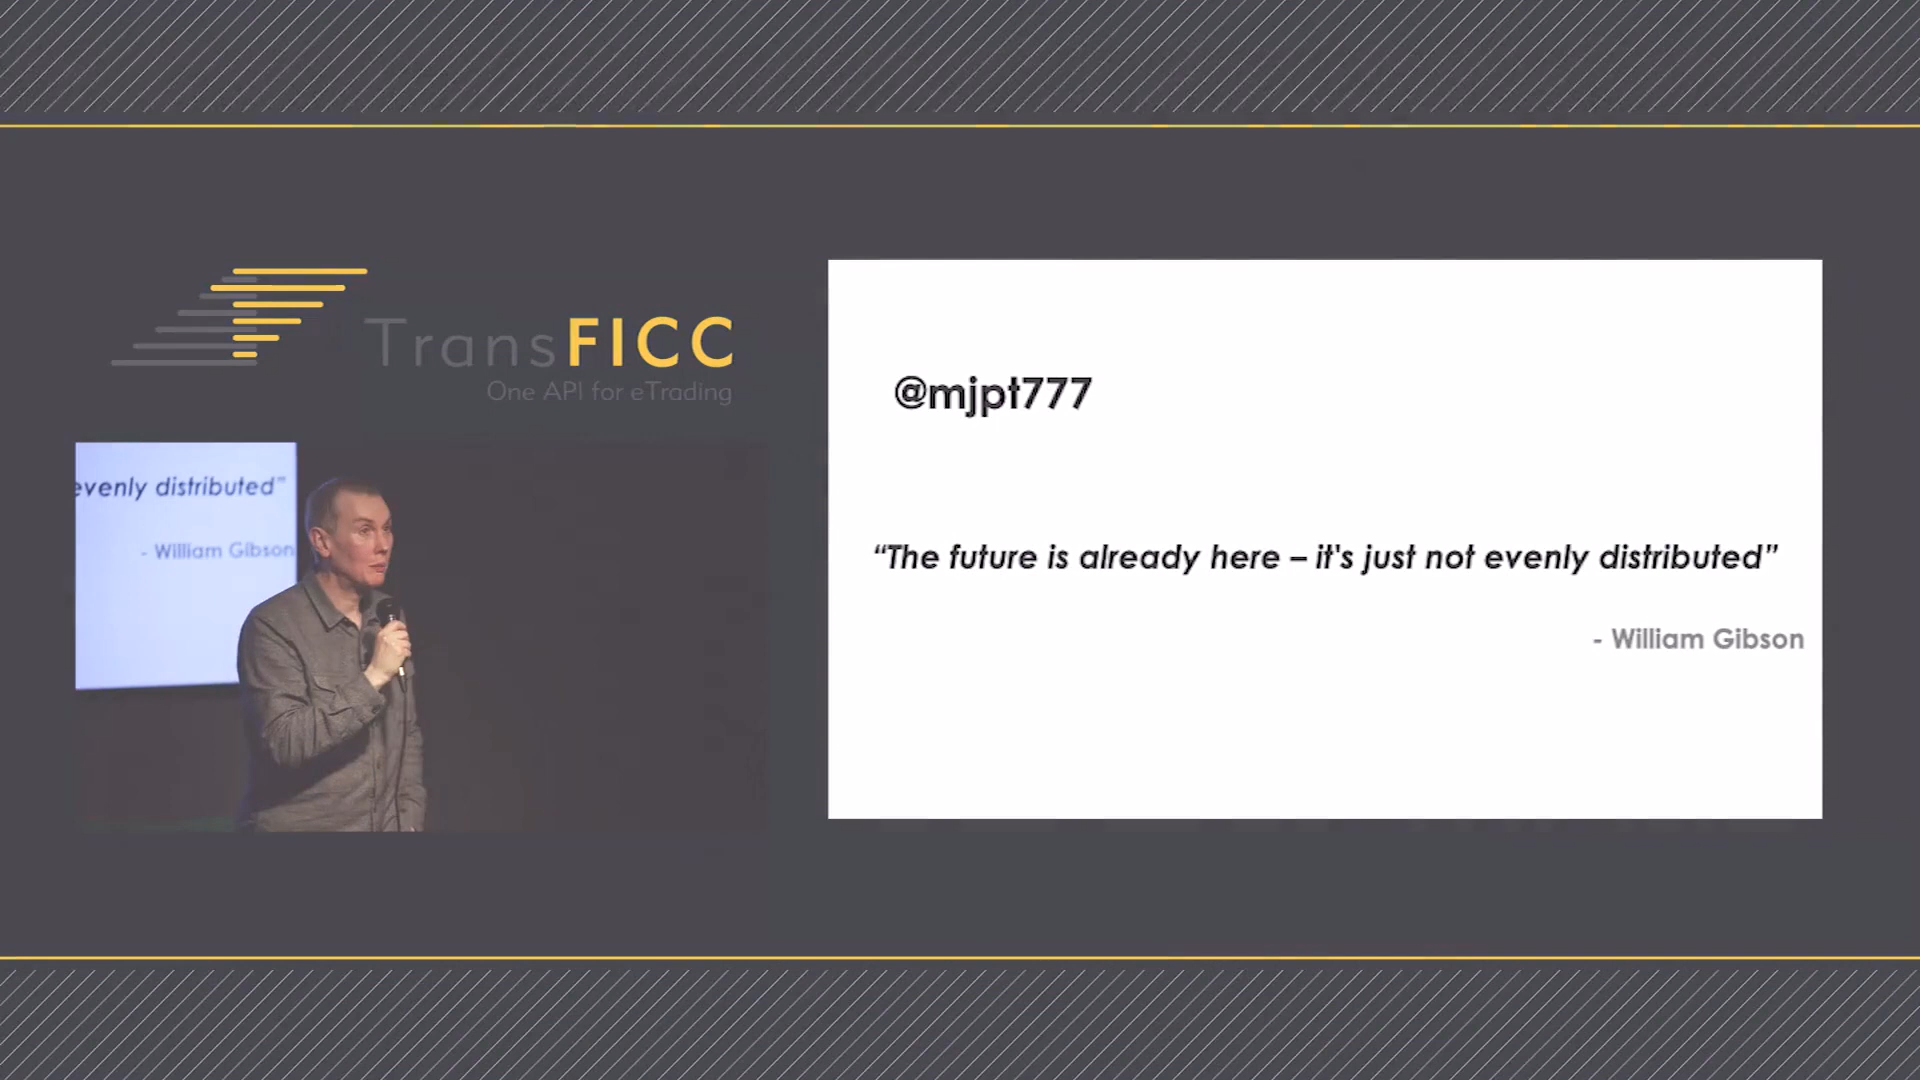 TransFICC
One API for eTrading
evenly distributed”
- William Gibson
@mjpt777
“The future is already here – it's just not evenly distributed”
- William Gibson